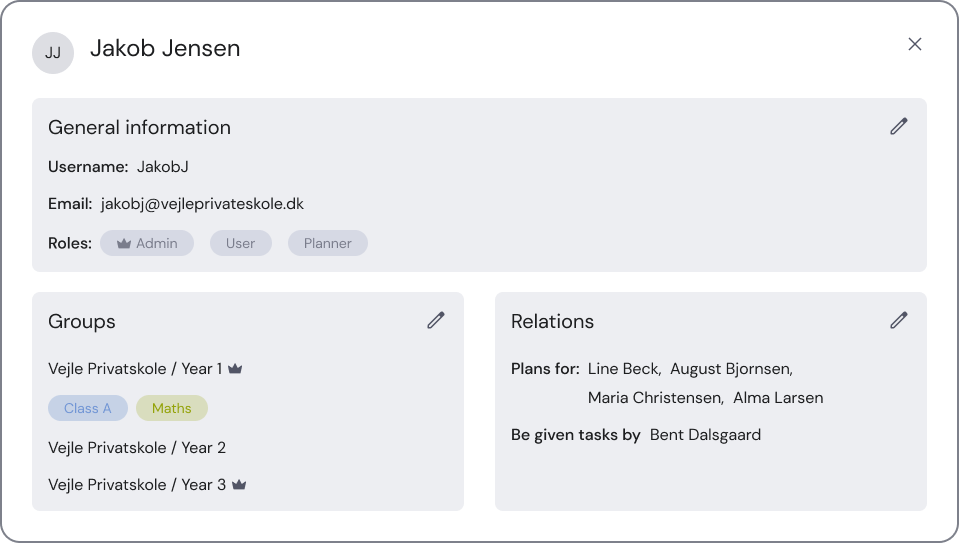 JJ
Jakob Jensen
General information
Username: JakobJ
Email: jakobj@vejleprivateskole.dk
Roles: Admin User Planner
Groups
Vejle Privatskole / Year 1
Class A Maths
Vejle Privatskole / Year 2
Vejle Privatskole / Year 3
Relations
Plans for: Line Beck, August Bjornsen,
Maria Christensen, Alma Larsen
Be given tasks by Bent Dalsgaard